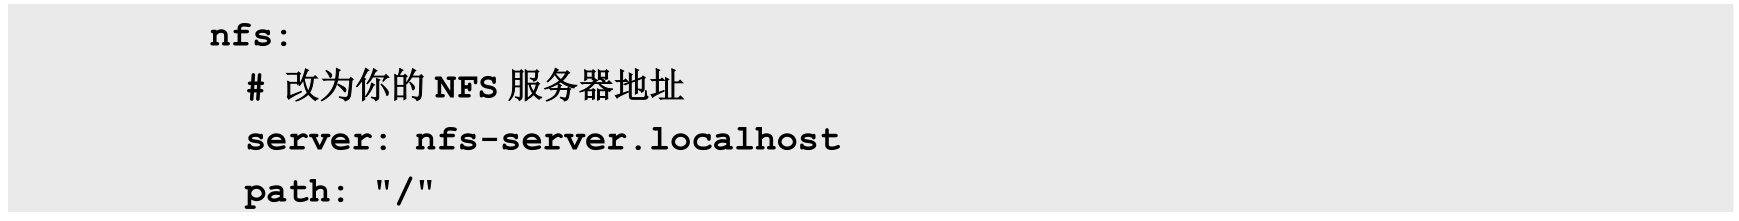 nfs:
  # 改为你的 NFS 服务器地址
  server: nfs-server.localhost
  path: "/"